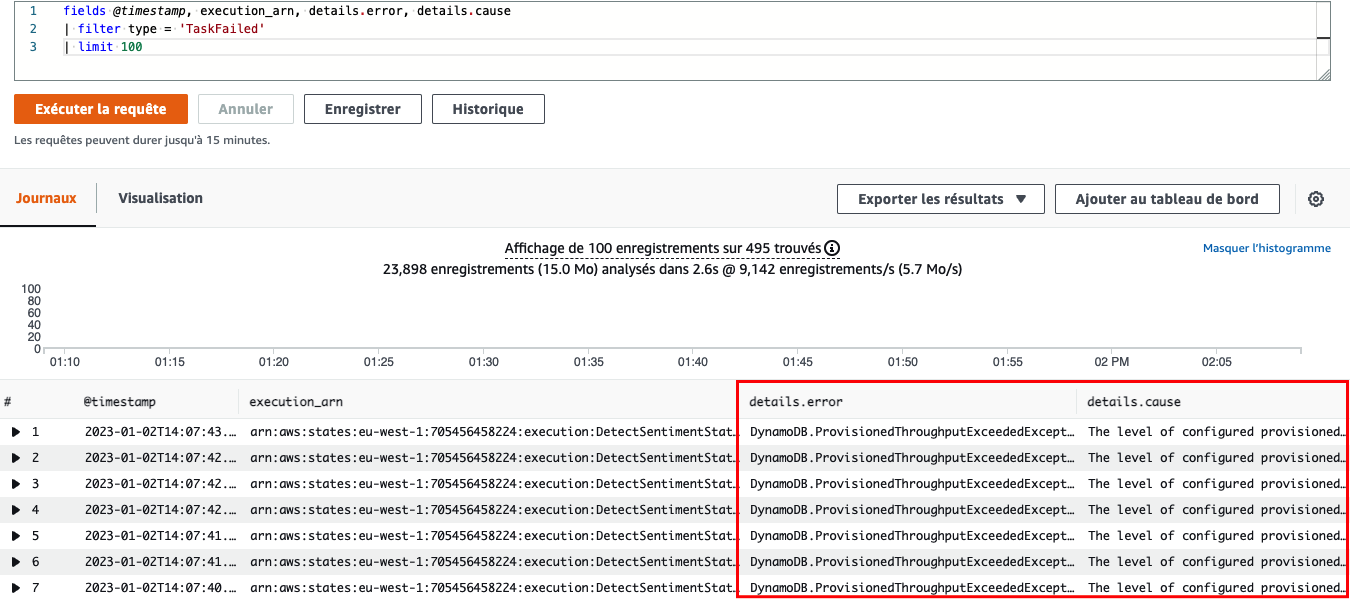 1 fields @timestamp, execution_arn, details.error, details.cause
2 | filter type = 'TaskFailed'
3 | limit 100
Exécuter la requête Annuler Enregistrer Historique
Les requêtes peuvent durer jusqu'à 15 minutes.
Journaux Visualisation Exporter les résultats Ajouter au tableau de bord
Affichage de 100 enregistrements sur 495 trouvés
Masquer l'histogramme
23,898 enregistrements (15.0 Mo) analysés dans 2.6s @ 9,142 enregistrements/s (5.7 Mo/s)
100
80
60
40
20
0
01:10 01:15 01:20 01:25 01:30 01:35 01:40 01:45 01:50 01:55 02 PM 02:05
# @timestamp execution_arn details.error details.cause
1 2023-01-02T14:07:43.… arn:aws:states:eu-west-1:705456458224:execution:DetectSentimentStat… DynamoDB.ProvisionedThroughputExceededExcept… The level of configured provisioned…
2 2023-01-02T14:07:42.… arn:aws:states:eu-west-1:705456458224:execution:DetectSentimentStat… DynamoDB.ProvisionedThroughputExceededExcept… The level of configured provisioned…
3 2023-01-02T14:07:42.… arn:aws:states:eu-west-1:705456458224:execution:DetectSentimentStat… DynamoDB.ProvisionedThroughputExceededExcept… The level of configured provisioned…
4 2023-01-02T14:07:42.… arn:aws:states:eu-west-1:705456458224:execution:DetectSentimentStat… DynamoDB.ProvisionedThroughputExceededExcept… The level of configured provisioned…
5 2023-01-02T14:07:41.… arn:aws:states:eu-west-1:705456458224:execution:DetectSentimentStat… DynamoDB.ProvisionedThroughputExceededExcept… The level of configured provisioned…
6 2023-01-02T14:07:41.… arn:aws:states:eu-west-1:705456458224:execution:DetectSentimentStat… DynamoDB.ProvisionedThroughputExceededExcept… The level of configured provisioned…
7 2023-01-02T14:07:40.… arn:aws:states:eu-west-1:705456458224:execution:DetectSentimentStat… DynamoDB.ProvisionedThroughputExceededExcept… The level of configured provisioned…